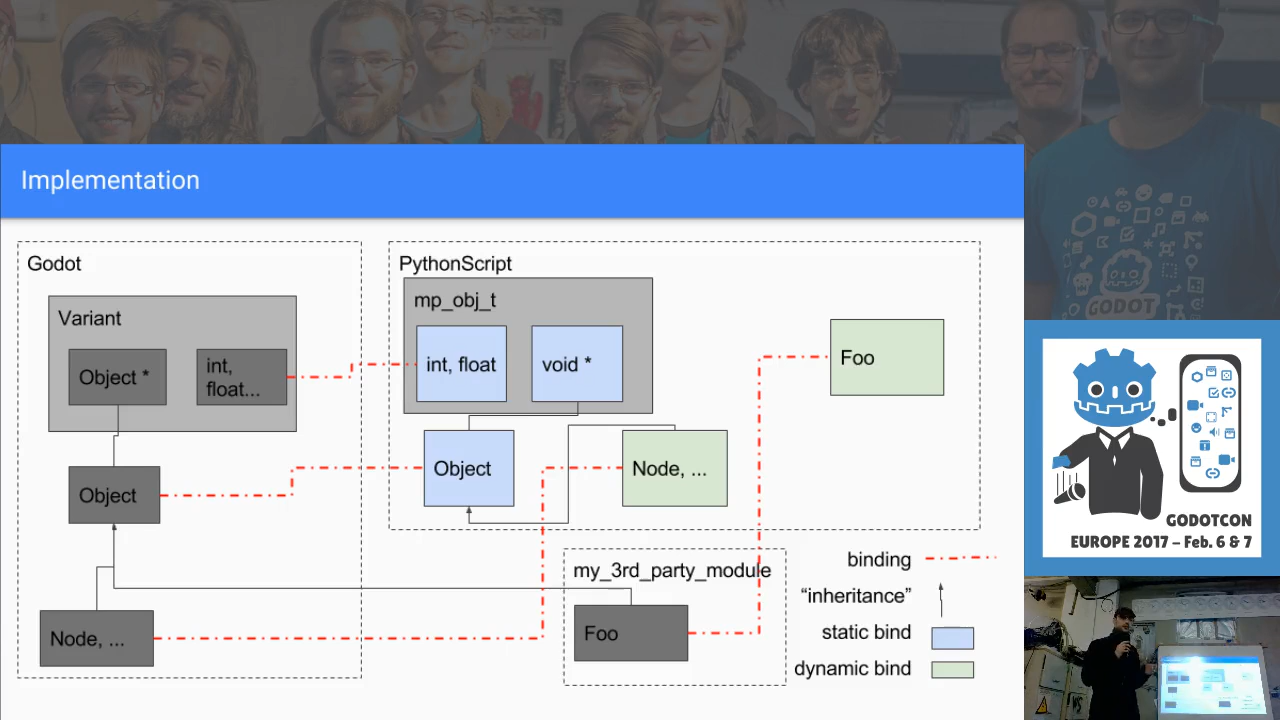 Implementation
Godot
Variant
Object *
int,
float...
Object
Node, ...
PythonScript
mp_obj_t
int, float
void *
Object
Node, ...
Foo
my_3rd_party_module
Foo
binding
“inheritance”
static bind
dynamic bind
GODOT
GODOTCON
EUROPE 2017 – Feb. 6 & 7